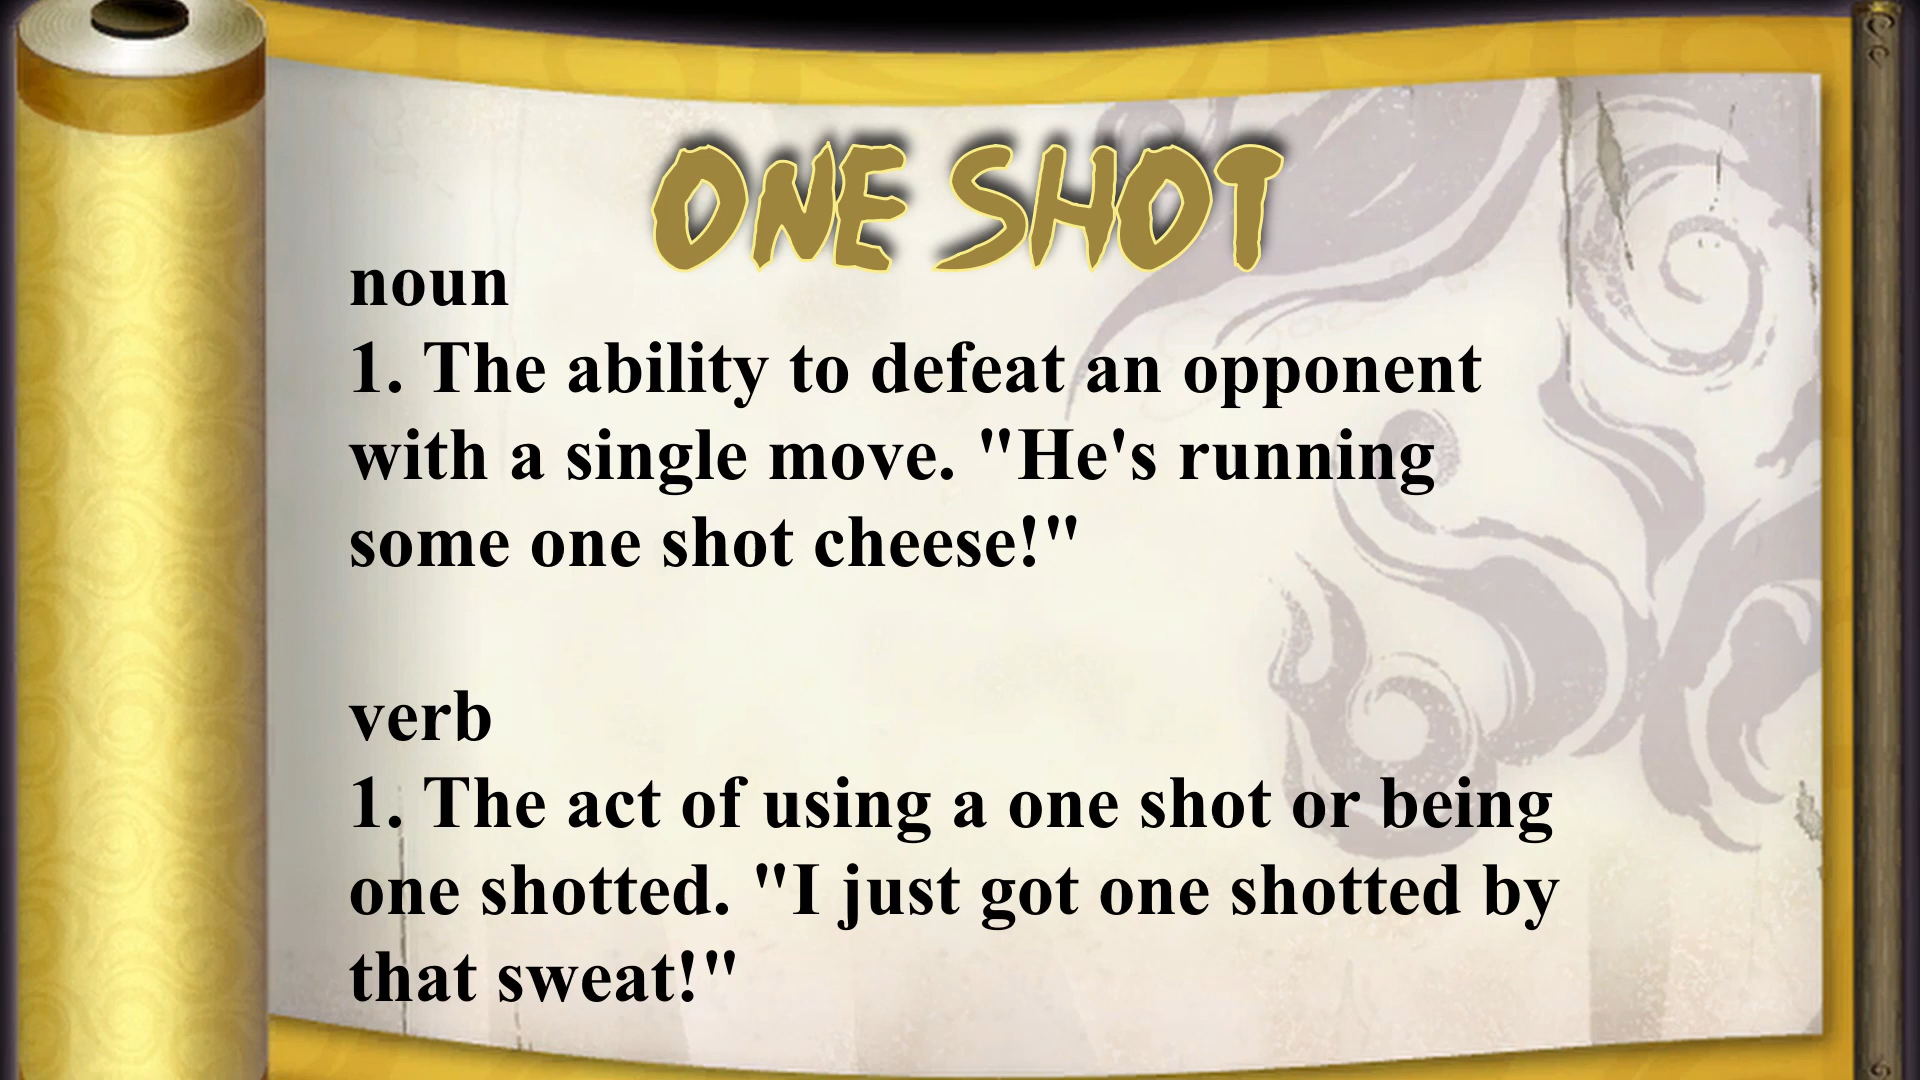 ONE SHOT
noun
1. The ability to defeat an opponent
with a single move. "He's running
some one shot cheese!"
verb
1. The act of using a one shot or being
one shotted. "I just got one shotted by
that sweat!"